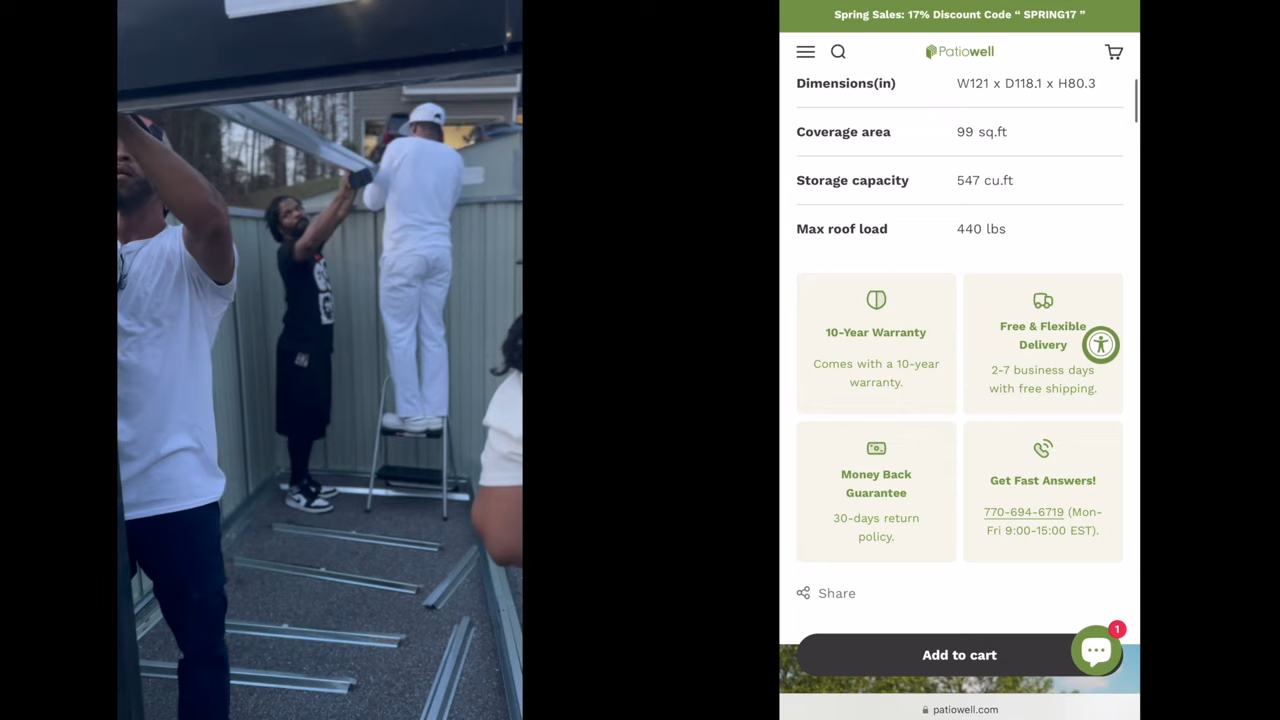 Spring Sales: 17% Discount Code “ SPRING17 ”
Patiowell
Dimensions(in) W121 x D118.1 x H80.3
Coverage area 99 sq.ft
Storage capacity 547 cu.ft
Max roof load 440 lbs
10-Year Warranty
Comes with a 10-year
warranty.
Free & Flexible
Delivery
2-7 business days
with free shipping.
Money Back
Guarantee
30-days return
policy.
Get Fast Answers!
770-694-6719 (Mon-
Fri 9:00-15:00 EST).
Share
Add to cart
1
patiowell.com